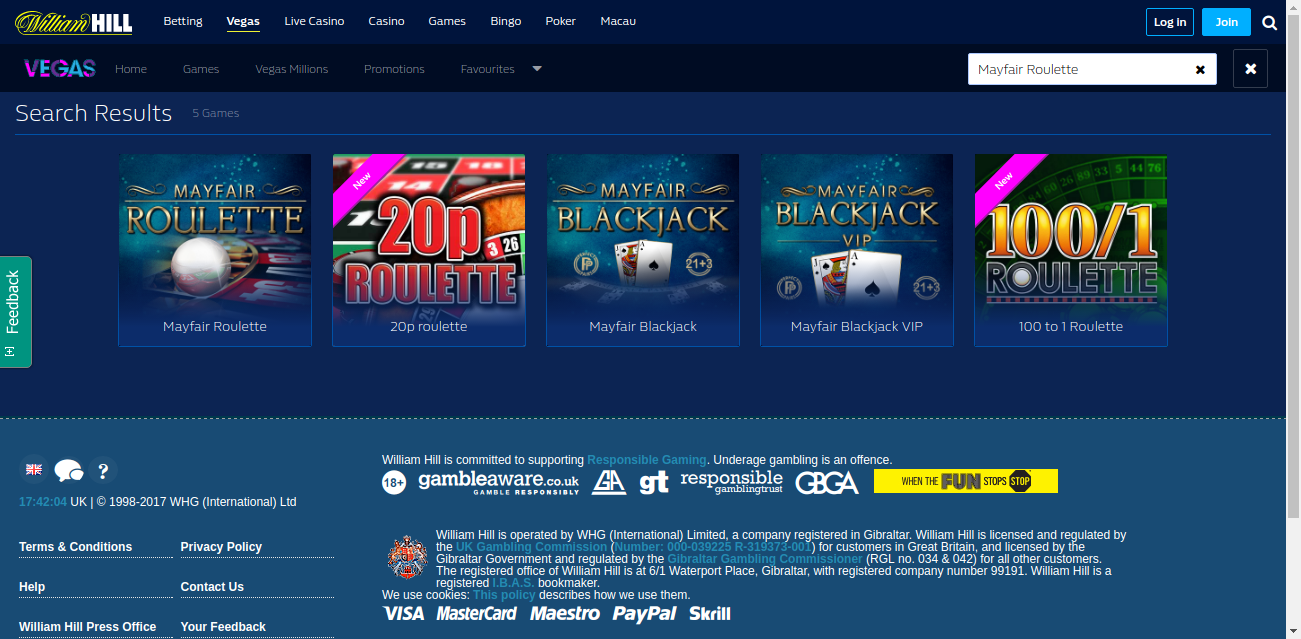 William HILL Betting Vegas Live Casino Casino Games Bingo Poker Macau Log in Join
VEGAS Home Games Vegas Millions Promotions Favourites Mayfair Roulette
Search Results 5 Games
MAYFAIR ROULETTE
Mayfair Roulette
New
20p ROULETTE
3 26
20p roulette
MAYFAIR BLACKJACK
PP 21+3
Mayfair Blackjack
MAYFAIR BLACKJACK VIP
PP 21+3
Mayfair Blackjack VIP
New
100/1 ROULETTE
100 to 1 Roulette
Feedback
William Hill is committed to supporting Responsible Gaming. Underage gambling is an offence.
18+ gambleaware.co.uk GAMBLE RESPONSIBLY GA gt responsible gamblingtrust GBGA WHEN THE FUN STOPS STOP
?
17:42:04 UK | © 1998-2017 WHG (International) Ltd
Terms & Conditions Privacy Policy
Help Contact Us
William Hill Press Office Your Feedback
William Hill is operated by WHG (International) Limited, a company registered in Gibraltar. William Hill is licensed and regulated by
the UK Gambling Commission (Number: 000-039225 R-319373-001) for customers in Great Britain, and licensed by the
Gibraltar Government and regulated by the Gibraltar Gambling Commissioner (RGL no. 034 & 042) for all other customers.
The registered office of William Hill is at 6/1 Waterport Place, Gibraltar, with registered company number 99191. William Hill is a
registered I.B.A.S. bookmaker.
We use cookies: This policy describes how we use them.
VISA MasterCard Maestro PayPal Skrill